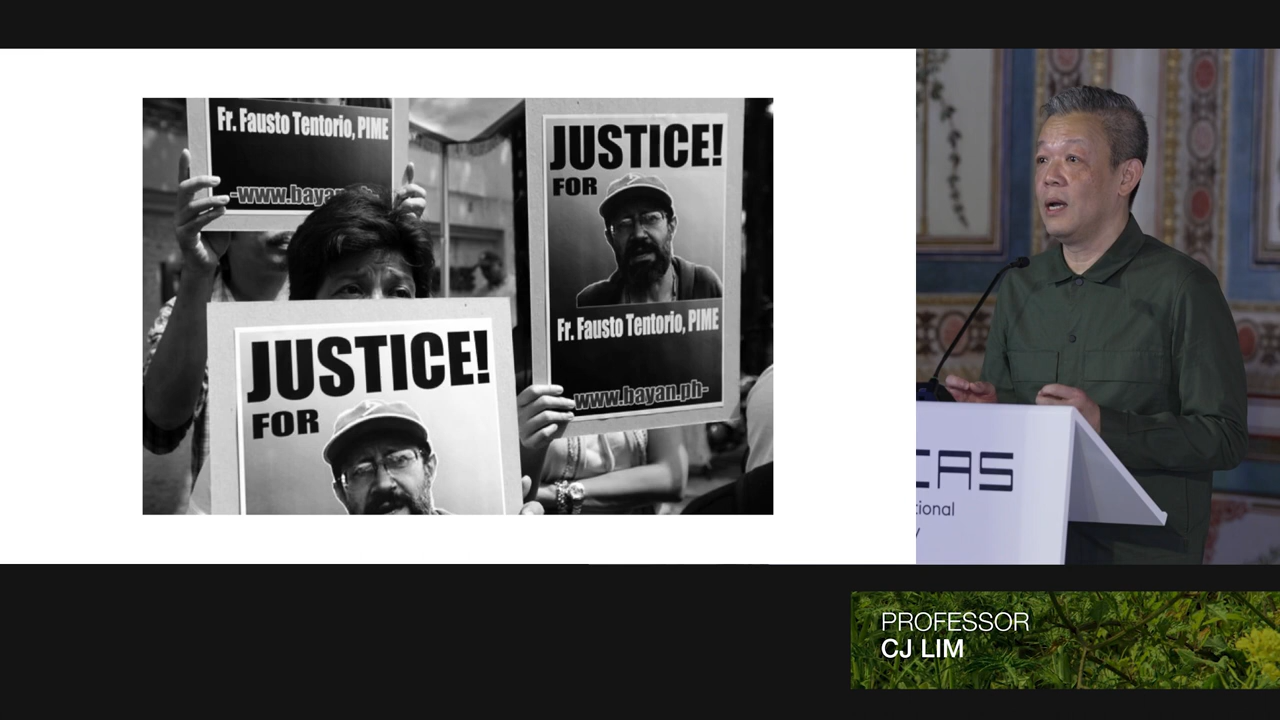 Fr. Fausto Tentorio, PIME
JUSTICE!
FOR
Fr. Fausto Tentorio, PIME
-www.bayan.ph-
JUSTICE!
FOR
CAS
PROFESSOR
CJ LIM